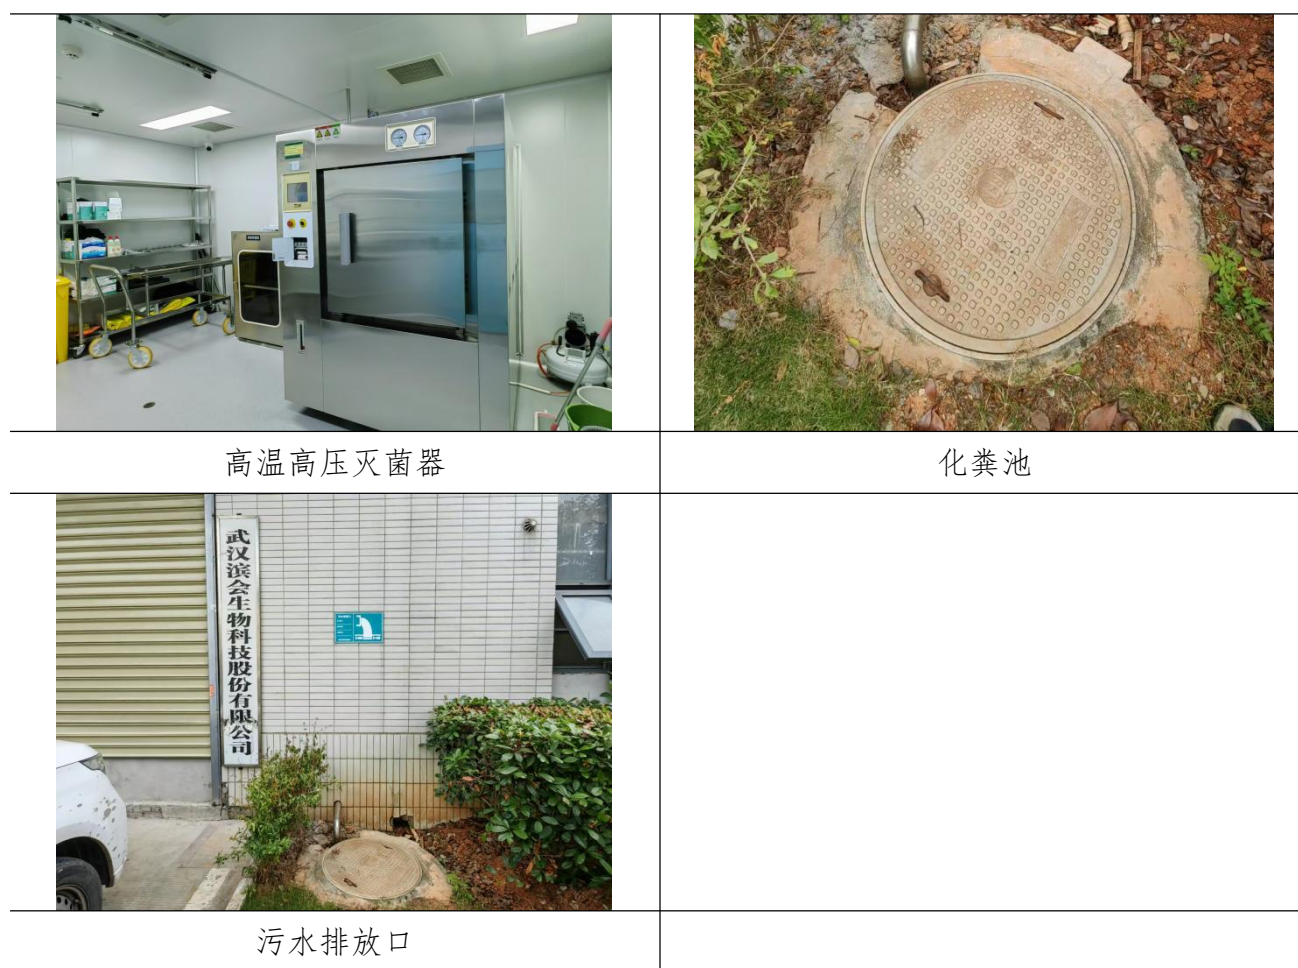 高温高压灭菌器
化粪池
武汉滨会生物科技股份有限公司
污水排放口